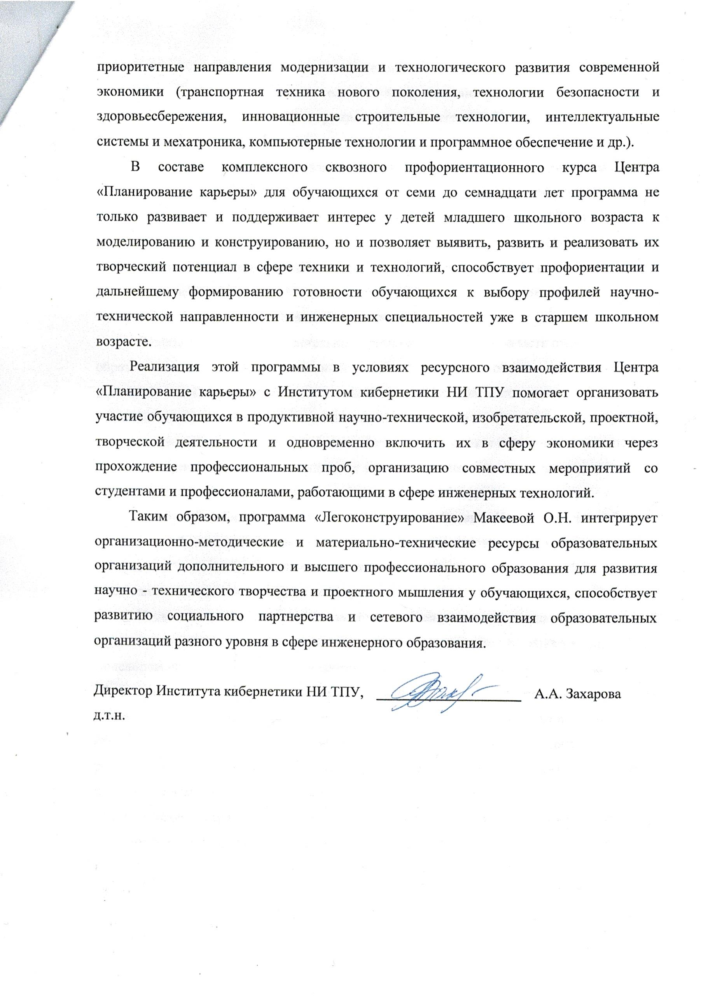 приоритетные направления модернизации и технологического развития современной
экономики (транспортная техника нового поколения, технологии безопасности и
здоровьесбережения, инновационные строительные технологии, интеллектуальные
системы и мехатроника, компьютерные технологии и программное обеспечение и др.).
В составе комплексного сквозного профориентационного курса Центра
«Планирование карьеры» для обучающихся от семи до семнадцати лет программа не
только развивает и поддерживает интерес у детей младшего школьного возраста к
моделированию и конструированию, но и позволяет выявить, развить и реализовать их
творческий потенциал в сфере техники и технологий, способствует профориентации и
дальнейшему формированию готовности обучающихся к выбору профилей научно-
технической направленности и инженерных специальностей уже в старшем школьном
возрасте.
Реализация этой программы в условиях ресурсного взаимодействия Центра
«Планирование карьеры» с Институтом кибернетики НИ ТПУ помогает организовать
участие обучающихся в продуктивной научно-технической, изобретательской, проектной,
творческой деятельности и одновременно включить их в сферу экономики через
прохождение профессиональных проб, организацию совместных мероприятий со
студентами и профессионалами, работающими в сфере инженерных технологий.
Таким образом, программа «Легоконструирование» Макеевой О.Н. интегрирует
организационно-методические и материально-технические ресурсы образовательных
организаций дополнительного и высшего профессионального образования для развития
научно - технического творчества и проектного мышления у обучающихся, способствует
развитию социального партнерства и сетевого взаимодействия образовательных
организаций разного уровня в сфере инженерного образования.
Директор Института кибернетики НИ ТПУ, А.А. Захарова
д.т.н.